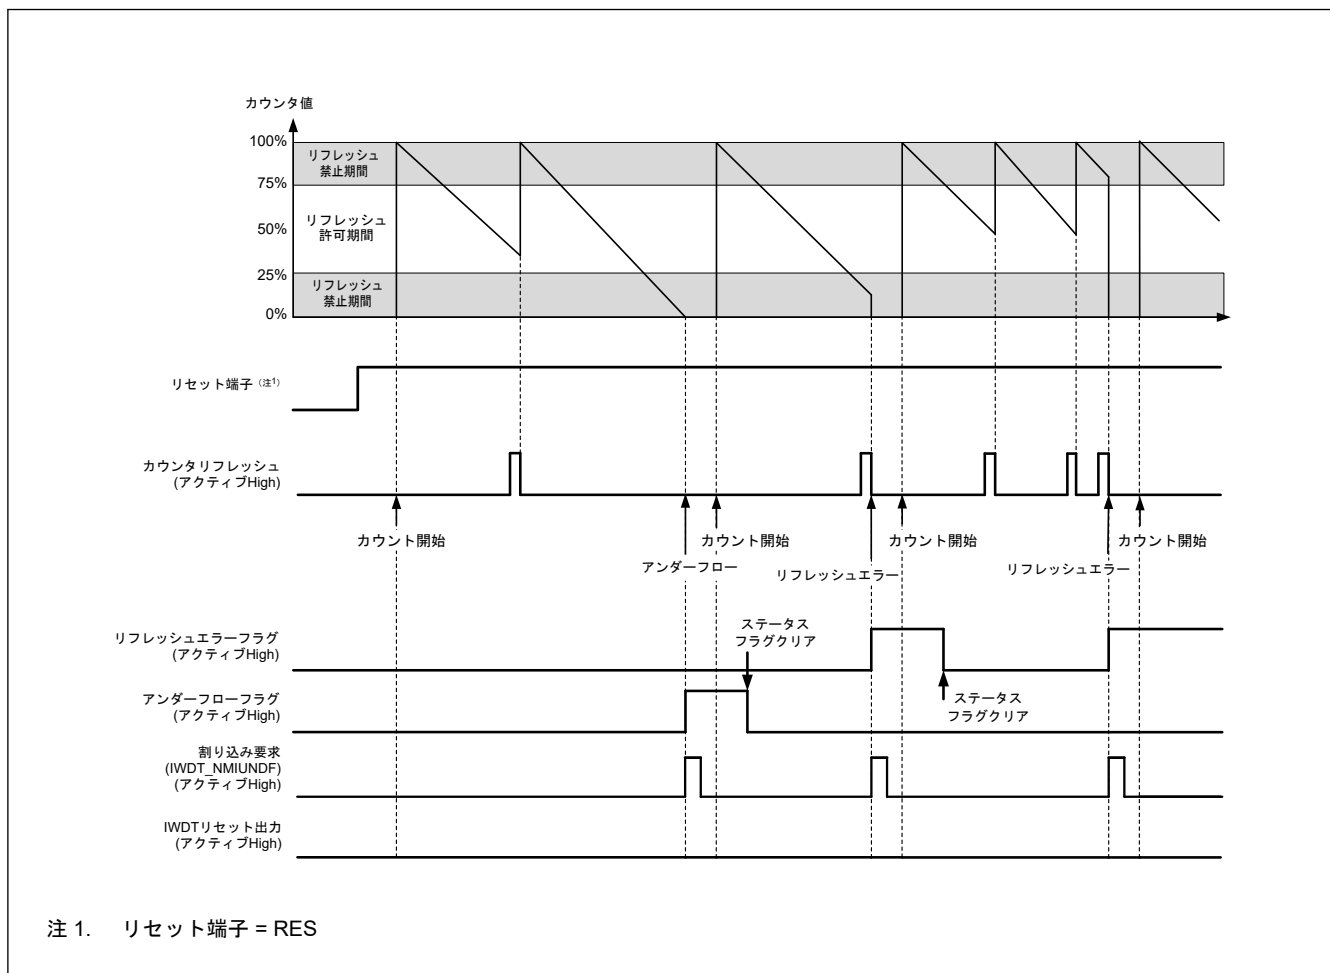 カウンタ値
100%
リフレッシュ
禁止期間
75%
リフレッシュ
許可期間
50%
25%
リフレッシュ
禁止期間
0%
リセット端子 (注1)
カウンタリフレッシュ
(アクティブHigh)
カウント開始
カウント開始
カウント開始
カウント開始
アンダーフロー
リフレッシュエラー
リフレッシュエラー
リフレッシュエラーフラグ
(アクティブHigh)
ステータス
フラグクリア
アンダーフローフラグ
(アクティブHigh)
ステータス
フラグクリア
割り込み要求
(IWDT_NMIUNDF)
(アクティブHigh)
IWDTリセット出力
(アクティブHigh)
注 1. リセット端子 = RES